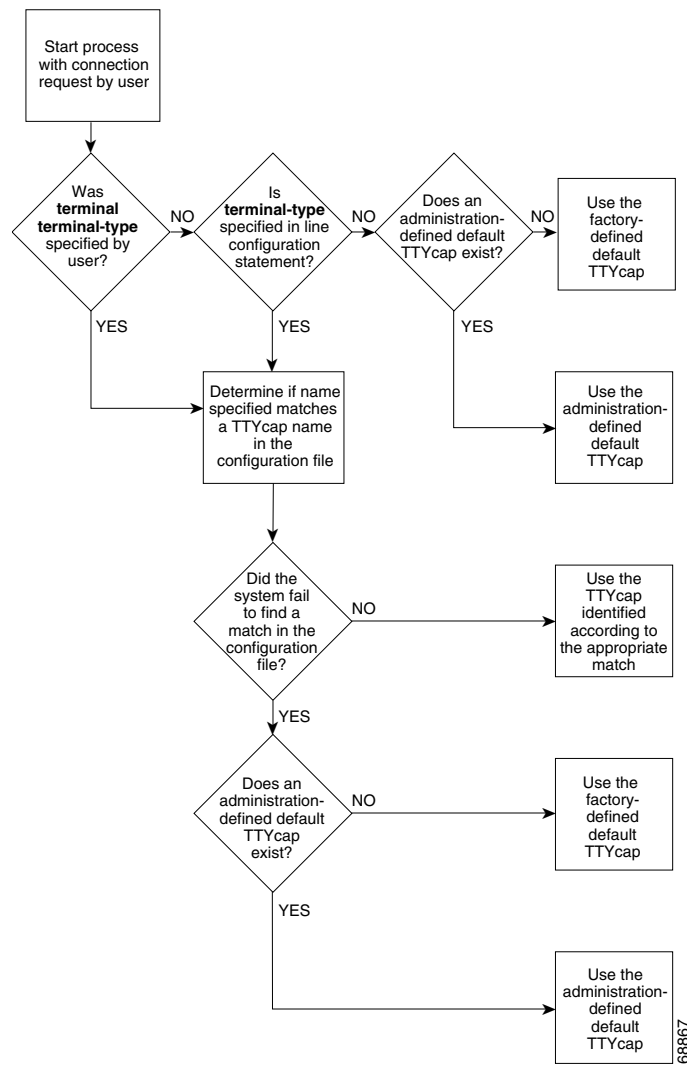 Start process
with connection
request by user
Was
terminal
terminal-type
specified by
user?
NO
Is
terminal-type
specified in line
configuration
statement?
NO
Does an
administration-
defined default
TTYcap exist?
NO
Use the
factory-
defined
default
TTYcap
YES
YES
YES
Determine if name
specified matches
a TTYcap name
in the
configuration file
Use the
administration-
defined
default
TTYcap
Did the
system fail
to find a
match in the
configuration
file?
NO
Use the
TTYcap
identified
according to
the appropriate
match
YES
Does an
administration-
defined default
TTYcap
exist?
NO
Use the
factory-
defined
default
TTYcap
YES
Use the
administration-
defined
default
TTYcap
68867